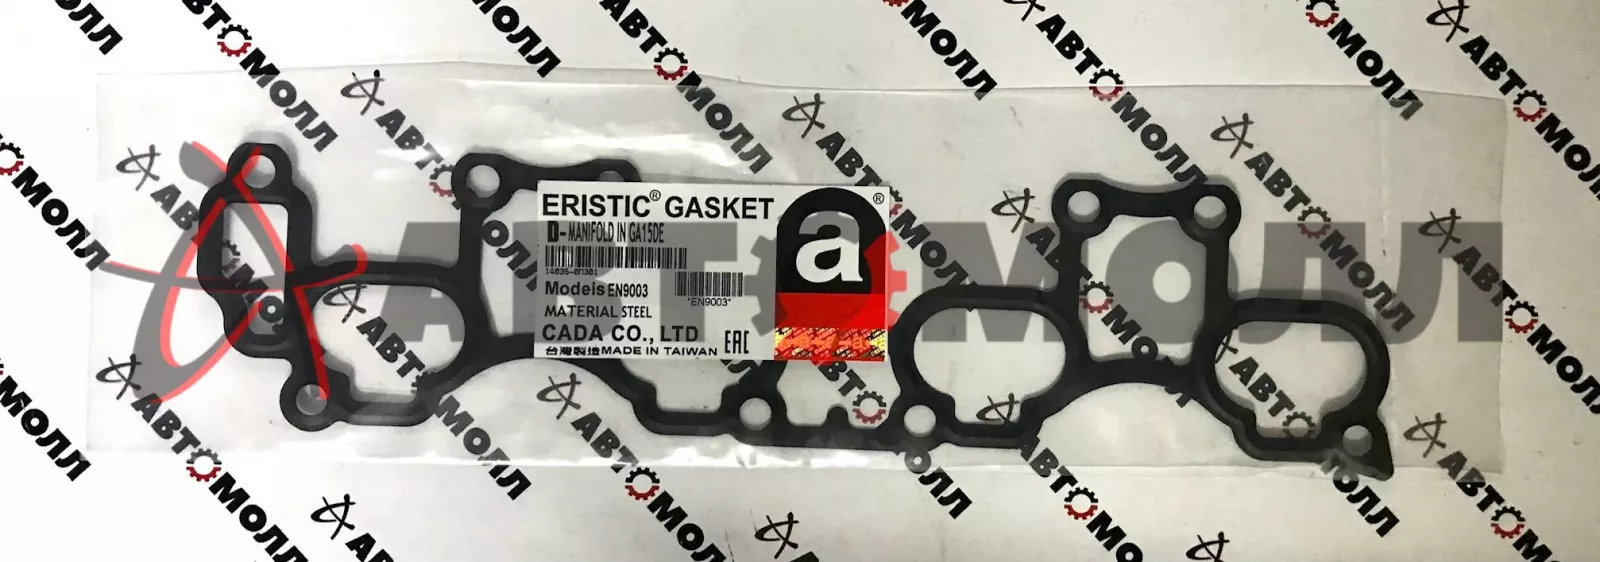 ERISTIC® GASKET
D-MANIFOLD IN GA15DE
14035-0M301
Models EN9003
*EN9003*
MATERIAL STEEL
CADA CO., LTD
EAC
台灣製造MADE IN TAIWAN
a
®
АВТОМОЛЛ